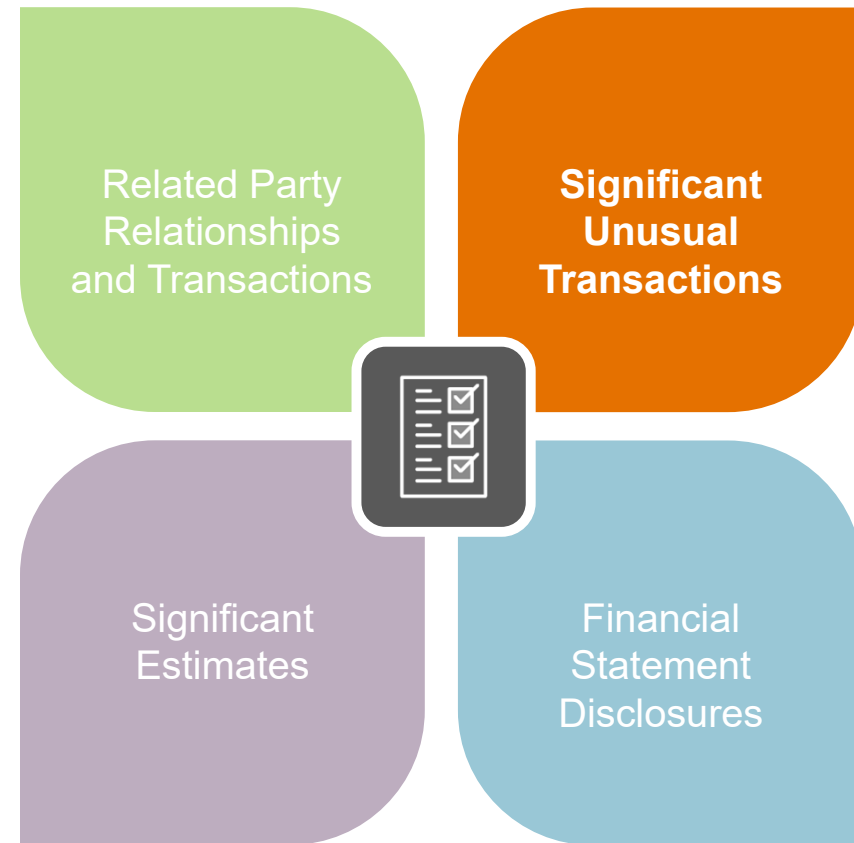 Related Party
Relationships
and Transactions
Significant
Unusual
Transactions
Significant
Estimates
Financial
Statement
Disclosures